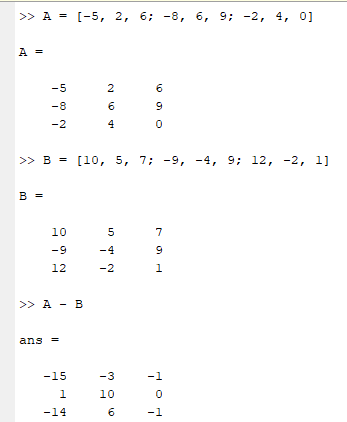 >> A = [-5, 2, 6; -8, 6, 9; -2, 4, 0]
A =
-5 2 6
-8 6 9
-2 4 0
>> B = [10, 5, 7; -9, -4, 9; 12, -2, 1]
B =
10 5 7
-9 -4 9
12 -2 1
>> A - B
ans =
-15 -3 -1
1 10 0
-14 6 -1